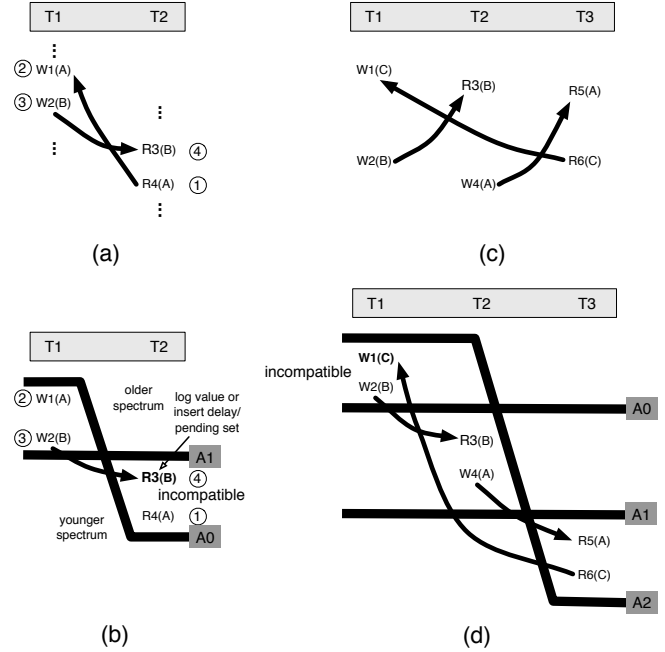 T1 T2
⋮
② W1(A)
③ W2(B)
⋮
⋮
R3(B) ④
R4(A) ①
⋮
(a)
T1 T2 T3
W1(C)
R3(B)
R5(A)
W2(B)
R6(C)
W4(A)
(c)
T1 T2
② W1(A)
older
spectrum
log value or
insert delay/
pending set
③ W2(B)
A1
R3(B) ④
incompatible
younger
spectrum
R4(A) ①
A0
(b)
T1 T2 T3
W1(C)
incompatible
W2(B)
A0
R3(B)
W4(A)
A1
R5(A)
R6(C)
A2
(d)